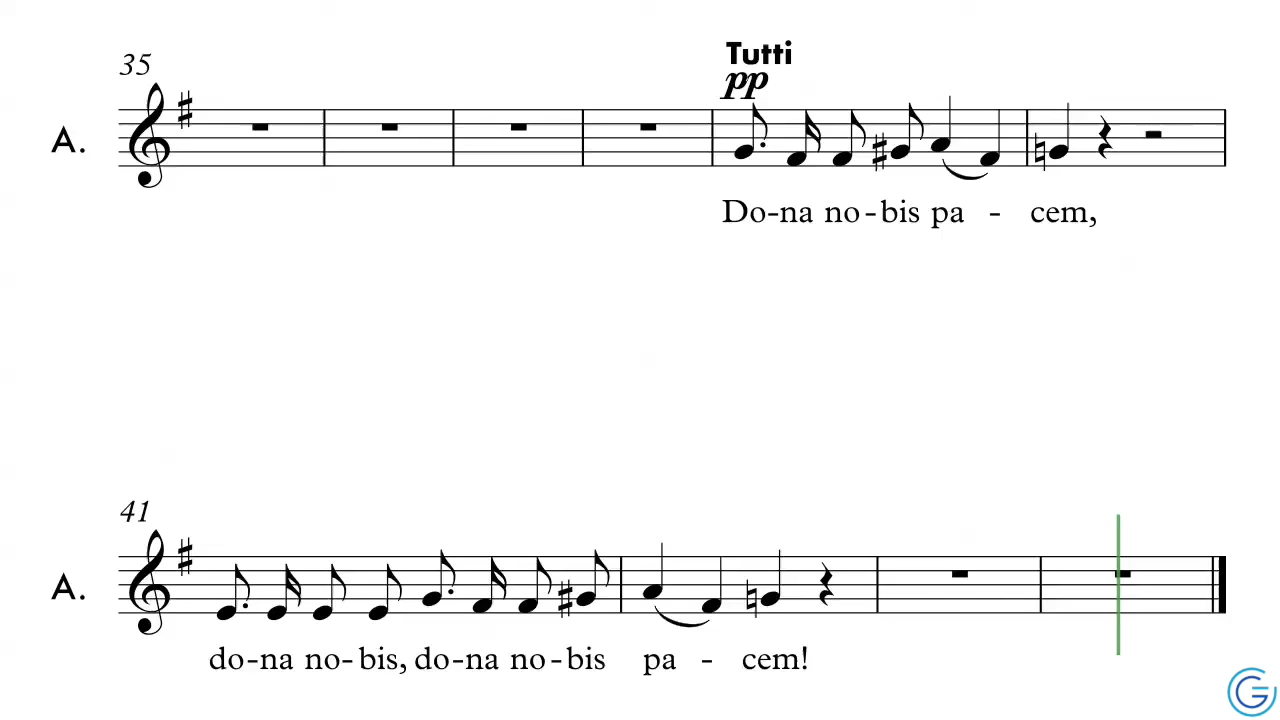 35
Tutti
pp
A.
Do-na no-bis pa - cem,
41
A.
do-na no-bis, do-na no-bis pa - cem!
G